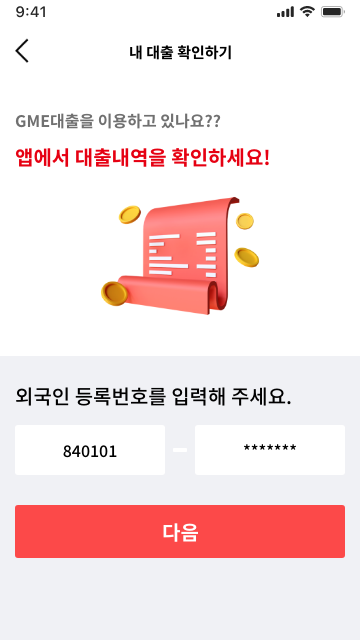 9:41
내 대출 확인하기
GME대출을 이용하고 있나요??
앱에서 대출내역을 확인하세요!
외국인 등록번호를 입력해 주세요.
840101 - *******
다음